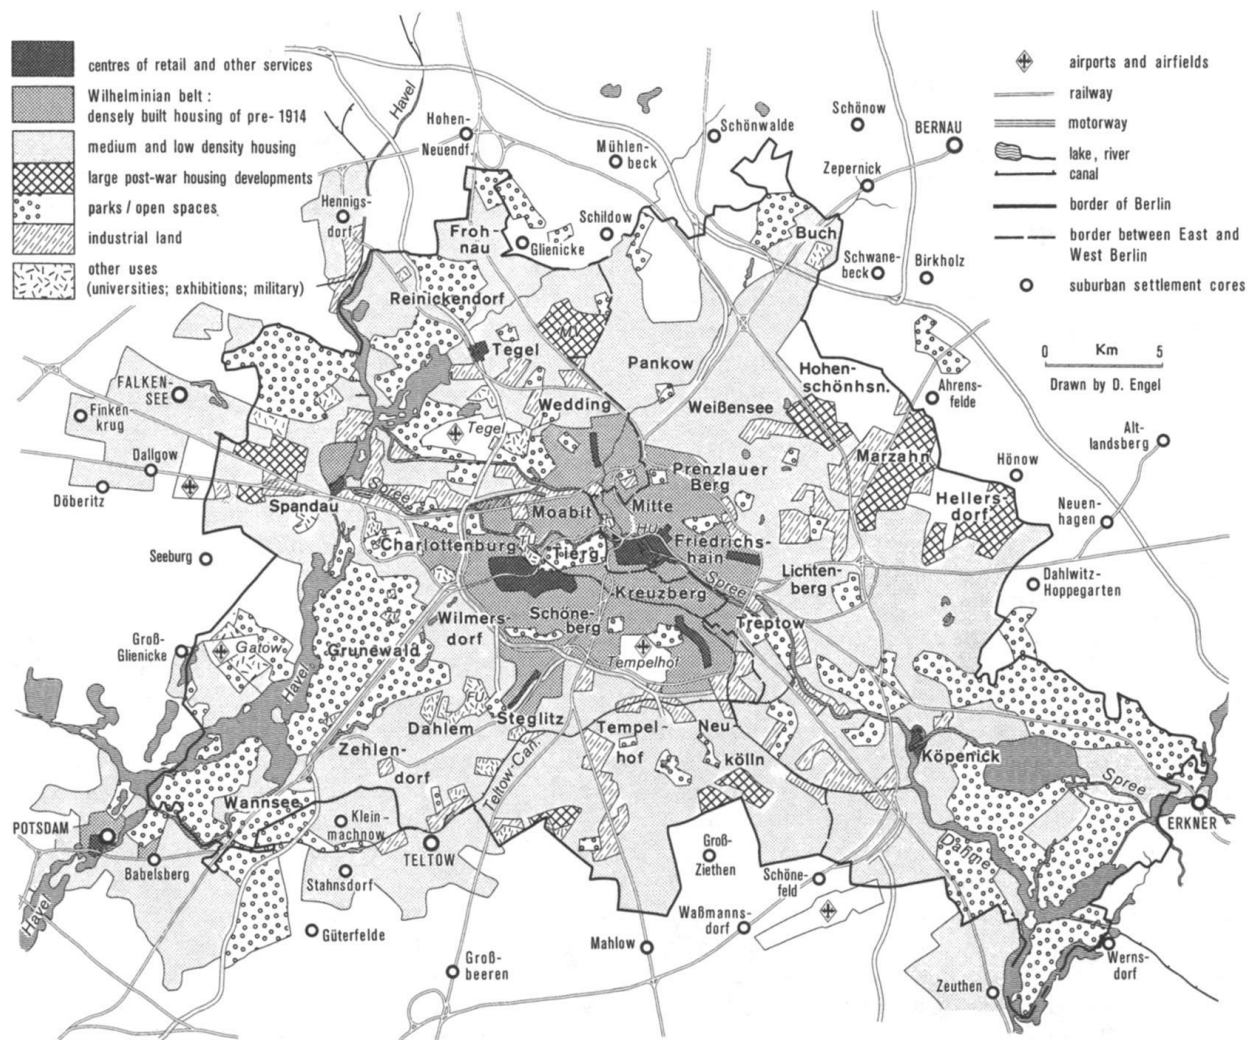 centres of retail and other services
Wilhelminian belt :
densely built housing of pre-1914
medium and low density housing
large post-war housing developments
parks / open spaces
industrial land
other uses
(universities; exhibitions; military)
airports and airfields
railway
motorway
lake, river
canal
border of Berlin
border between East and
West Berlin
suburban settlement cores
0 Km 5
Drawn by D. Engel
Havel
Hohen-
Neuendf.
Mühlen-
beck
Schönwalde
Schönow
BERNAU
Zepernick
Hennigs-
dorf
Froh-
nau
Glienicke
Schildow
Buch
Schwane-
beck
Birkholz
Reinickendorf
MV
Tegel
Pankow
Hohen-
schönhsn.
Ahrens-
felde
FALKEN-
SEE
Finken-
krug
Wedding
Weißensee
Alt-
landsberg
Tegel
Dallgow
Döberitz
Prenzlauer
Berg
Marzahn
Hönow
Hellers-
dorf
Neuen-
hagen
Spandau
Spree
Moabit
Mitte
HU
Seeburg
Charlottenburg
TU
Tierg.
Friedrichs-
hain
Lichten-
berg
Dahlwitz-
Hoppegarten
Kreuzberg
Spree
Wilmers-
dorf
Schöne-
berg
Treptow
Groß-
Glienicke
Gatow
Havel
Grunewald
Tempelhof
FU
Dahlem
Steglitz
Tempel-
hof
Neu-
kölln
Zehlen-
dorf
Teltow-Can.
Köpenick
Spree
Wannsee
ERKNER
POTSDAM
Klein-
machnow
TELTOW
Babelsberg
Stahnsdorf
Groß-
Ziethen
Schöne-
feld
Dahme
Havel
Güterfelde
Waßmanns-
dorf
Mahlow
Groß-
beeren
Zeuthen
Werns-
dorf